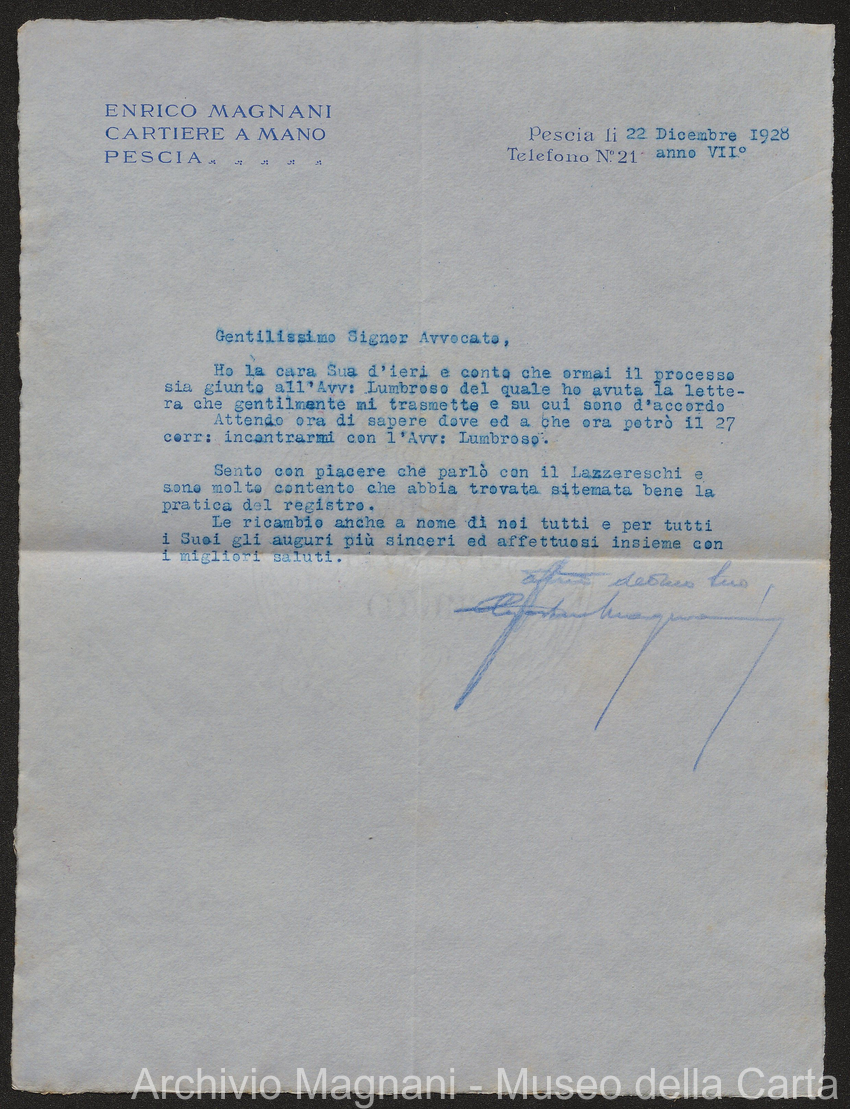 ENRICO MAGNANI
CARTIERE A MANO
PESCIA
Pescia li 22 Dicembre 1928
Telefono N.º 21 anno VIIº
Gentilissimo Signor Avvocato,
Ho la cara Sua d'ieri e conto che ormai il processo
sia giunto all'Avv: Lumbroso del quale ho avuta la lette-
ra che gentilmente mi trasmette e su cui sono d'accordo
Attendo ora di sapere dove ed a che ora potrò il 27
corr: incontrarmi con l'Avv: Lumbroso.
Sento con piacere che parlò con il Lazzereschi e
sono molto contento che abbia trovata sitemata bene la
pratica del registro.
Le ricambio anche a nome di noi tutti e per tutti
i Suoi gli auguri più sinceri ed affettuosi insieme con
i migliori saluti.
Magnani
Archivio Magnani - Museo della Carta